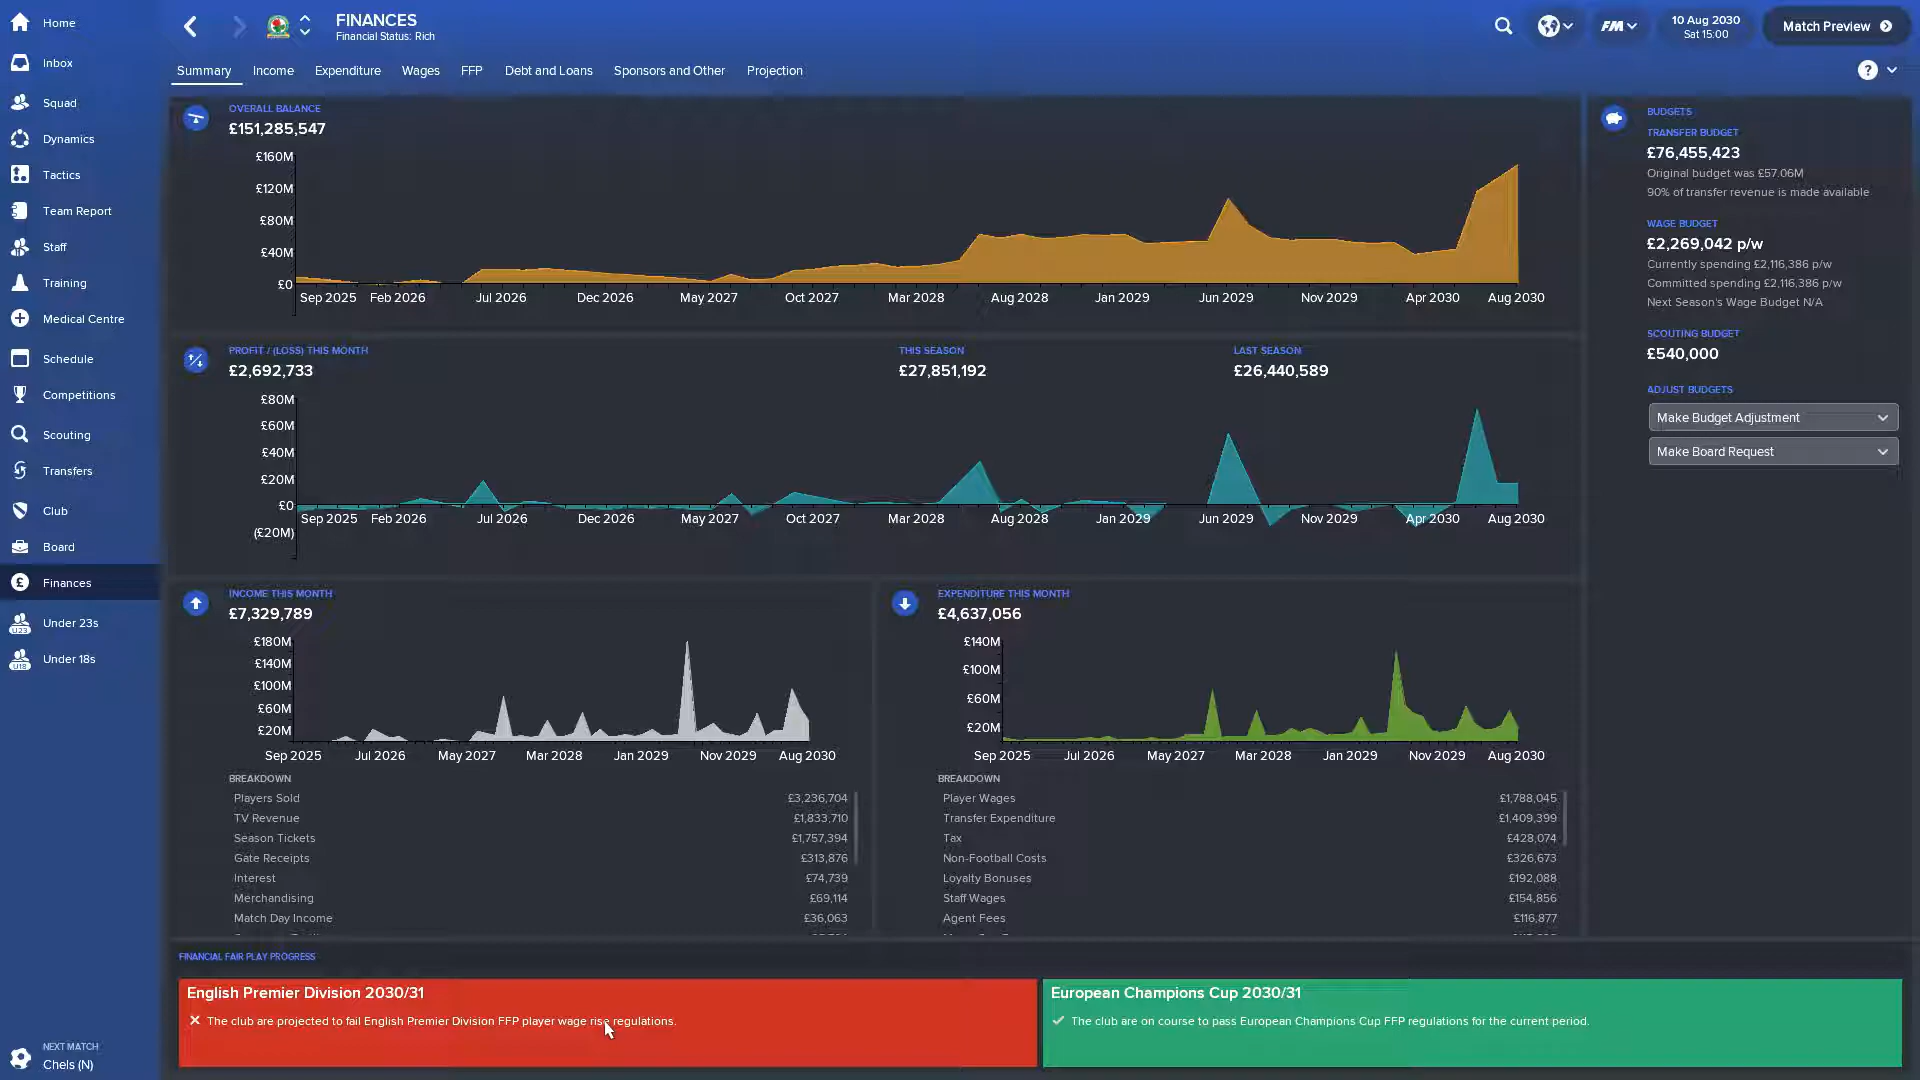 Home
Inbox
Squad
Dynamics
Tactics
Team Report
Staff
Training
Medical Centre
Schedule
Competitions
Scouting
Transfers
Club
Board
Finances
Under 23s
Under 18s
NEXT MATCH
Chels (N)
FINANCES
Financial Status: Rich
FM
10 Aug 2030
Sat 15:00
Match Preview
Summary Income Expenditure Wages FFP Debt and Loans Sponsors and Other Projection
?
OVERALL BALANCE
£151,285,547
£160M
£120M
£80M
£40M
£0
Sep 2025 Feb 2026 Jul 2026 Dec 2026 May 2027 Oct 2027 Mar 2028 Aug 2028 Jan 2029 Jun 2029 Nov 2029 Apr 2030 Aug 2030
PROFIT / (LOSS) THIS MONTH
£2,692,733
THIS SEASON
£27,851,192
LAST SEASON
£26,440,589
£80M
£60M
£40M
£20M
£0
(£20M)
Sep 2025 Feb 2026 Jul 2026 Dec 2026 May 2027 Oct 2027 Mar 2028 Aug 2028 Jan 2029 Jun 2029 Nov 2029 Apr 2030 Aug 2030
INCOME THIS MONTH
£7,329,789
£180M
£140M
£100M
£60M
£20M
Sep 2025 Jul 2026 May 2027 Mar 2028 Jan 2029 Nov 2029 Aug 2030
BREAKDOWN
Players Sold £3,236,704
TV Revenue £1,833,710
Season Tickets £1,757,394
Gate Receipts £313,876
Interest £74,739
Merchandising £69,114
Match Day Income £36,063
EXPENDITURE THIS MONTH
£4,637,056
£140M
£100M
£60M
£20M
Sep 2025 Jul 2026 May 2027 Mar 2028 Jan 2029 Nov 2029 Aug 2030
BREAKDOWN
Player Wages £1,788,045
Transfer Expenditure £1,409,399
Tax £428,074
Non-Football Costs £326,673
Loyalty Bonuses £192,088
Staff Wages £154,856
Agent Fees £116,877
BUDGETS
TRANSFER BUDGET
£76,455,423
Original budget was £57.06M
90% of transfer revenue is made available
WAGE BUDGET
£2,269,042 p/w
Currently spending £2,116,386 p/w
Committed spending £2,116,386 p/w
Next Season's Wage Budget N/A
SCOUTING BUDGET
£540,000
ADJUST BUDGETS
Make Budget Adjustment
Make Board Request
FINANCIAL FAIR PLAY PROGRESS
English Premier Division 2030/31
The club are projected to fail English Premier Division FFP player wage rise regulations.
European Champions Cup 2030/31
The club are on course to pass European Champions Cup FFP regulations for the current period.